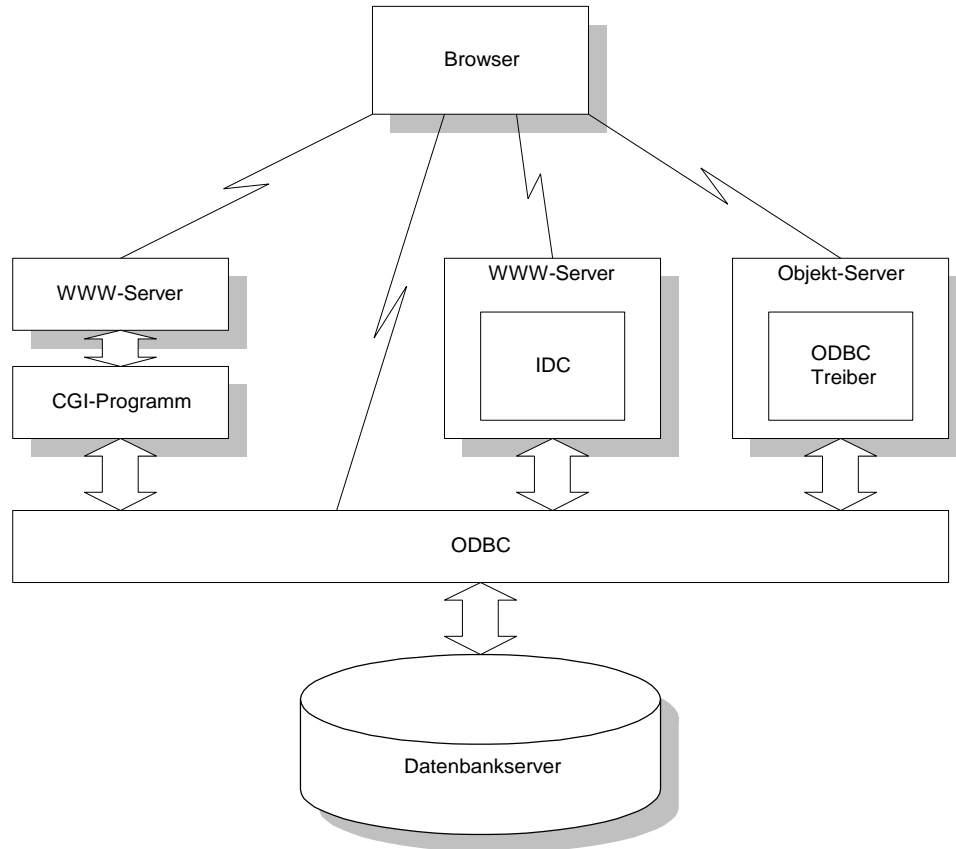 Browser
WWW-Server
CGI-Programm
WWW-Server
IDC
Objekt-Server
ODBC
Treiber
ODBC
Datenbankserver